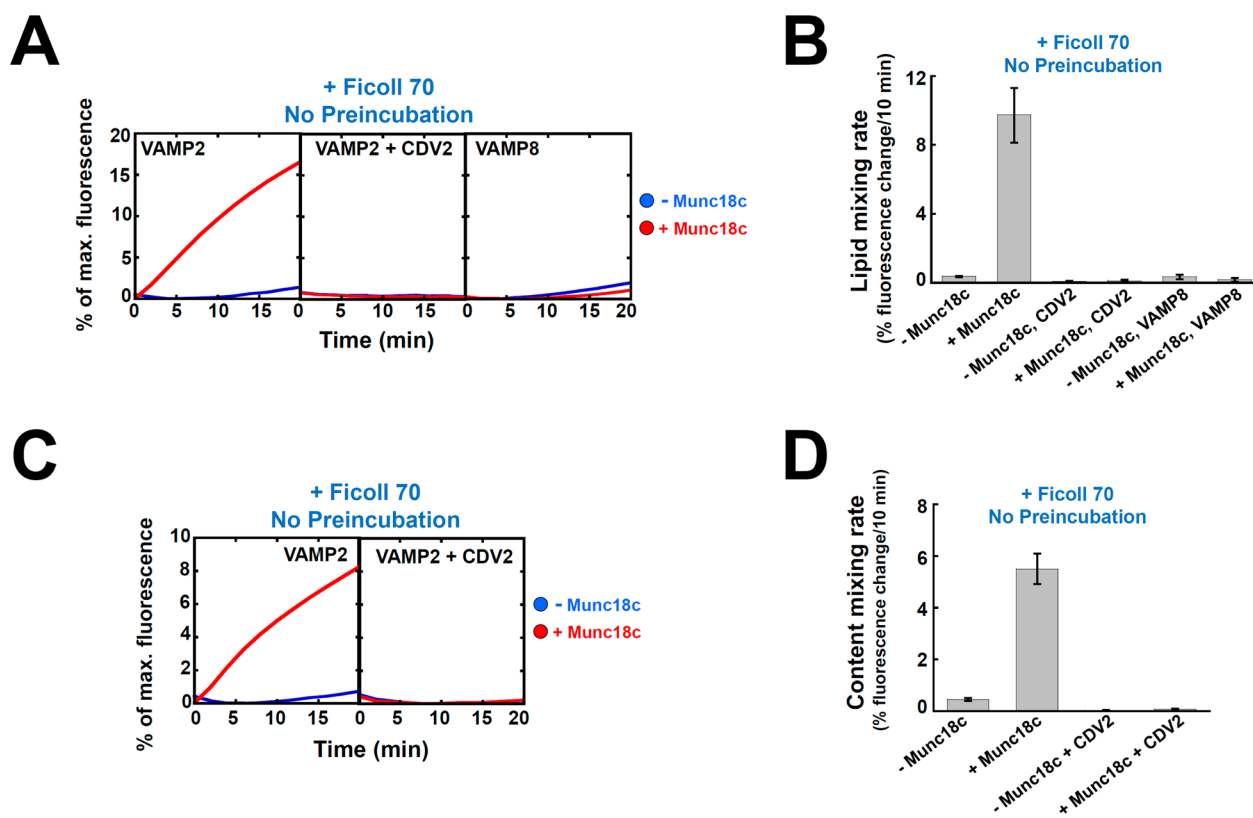 A
+ Ficoll 70
No Preincubation
% of max. fluorescence
20
15
10
5
0
VAMP2
VAMP2 + CDV2
VAMP8
0 5 10 15 0 5 10 15 0 5 10 15 20
Time (min)
- Munc18c
+ Munc18c
B
+ Ficoll 70
No Preincubation
Lipid mixing rate
(% fluorescence change/10 min)
12
8
4
0
- Munc18c
+ Munc18c
- Munc18c, CDV2
+ Munc18c, CDV2
- Munc18c, VAMP8
+ Munc18c, VAMP8
C
+ Ficoll 70
No Preincubation
% of max. fluorescence
10
8
6
4
2
0
VAMP2
VAMP2 + CDV2
0 5 10 15 0 5 10 15 20
Time (min)
- Munc18c
+ Munc18c
D
+ Ficoll 70
No Preincubation
Content mixing rate
(% fluorescence change/10 min)
8
6
4
2
0
- Munc18c
+ Munc18c
- Munc18c + CDV2
+ Munc18c + CDV2